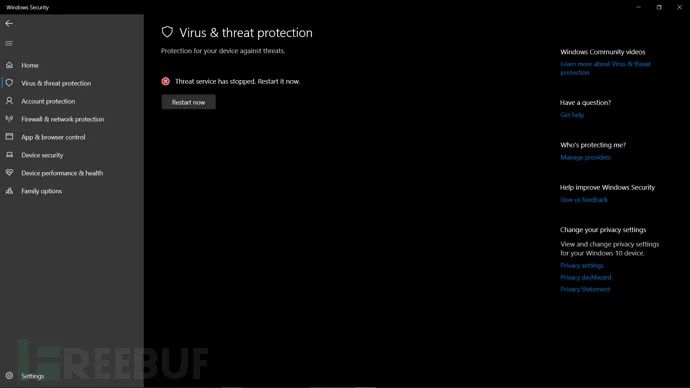 Windows Security
Home
Virus & threat protection
Account protection
Firewall & network protection
App & browser control
Device security
Device performance & health
Family options
Settings
Virus & threat protection
Protection for your device against threats.
Threat service has stopped. Restart it now.
Restart now
Windows Community videos
Learn more about Virus & threat
protection
Have a question?
Get help
Who's protecting me?
Manage providers
Help improve Windows Security
Give us feedback
Change your privacy settings
View and change privacy settings
for your Windows 10 device.
Privacy settings
Privacy dashboard
Privacy Statement
REEBUF